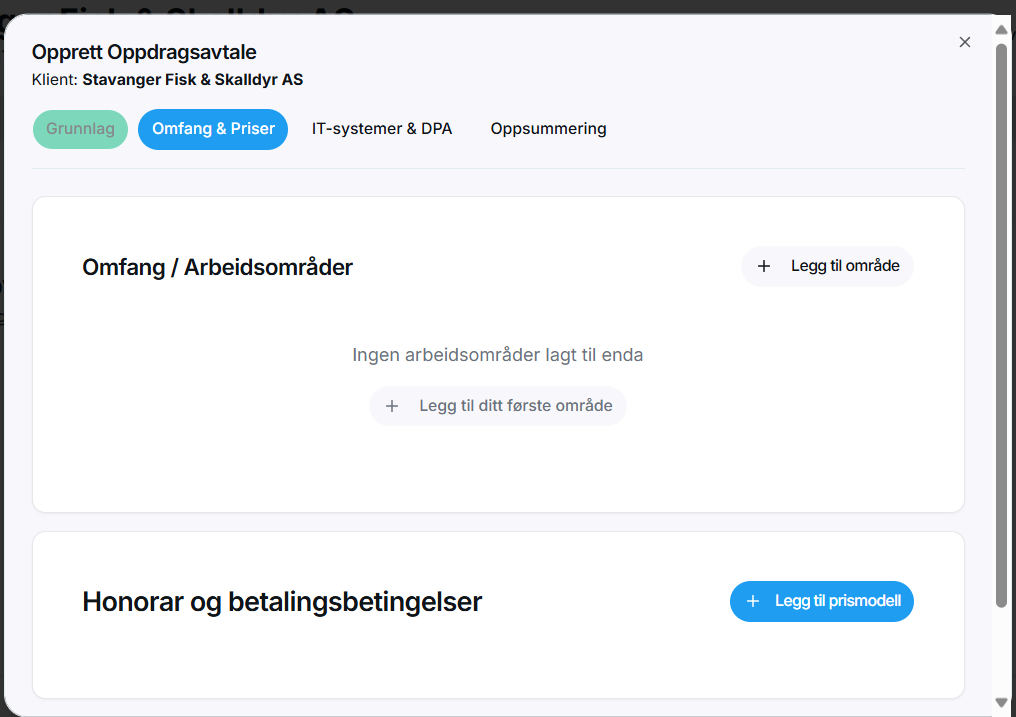 Opprett Oppdragsavtale
Klient: Stavanger Fisk & Skalldyr AS
Grunnlag
Omfang & Priser
IT-systemer & DPA
Oppsummering
Omfang / Arbeidsområder
+ Legg til område
Ingen arbeidsområder lagt til enda
+ Legg til ditt første område
Honorar og betalingsbetingelser
+ Legg til prismodell